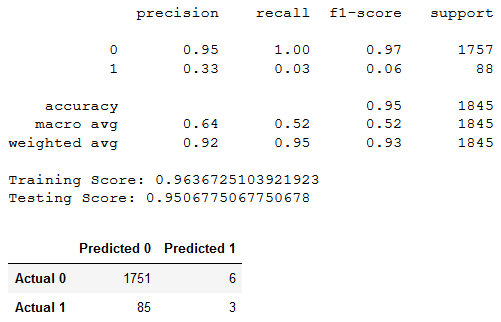 precision recall f1-score support
0 0.95 1.00 0.97 1757
1 0.33 0.03 0.06 88
accuracy 0.95 1845
macro avg 0.64 0.52 0.52 1845
weighted avg 0.92 0.95 0.93 1845
Training Score: 0.9636725103921923
Testing Score: 0.9506775067750678
Predicted 0 Predicted 1
Actual 0 1751 6
Actual 1 85 3